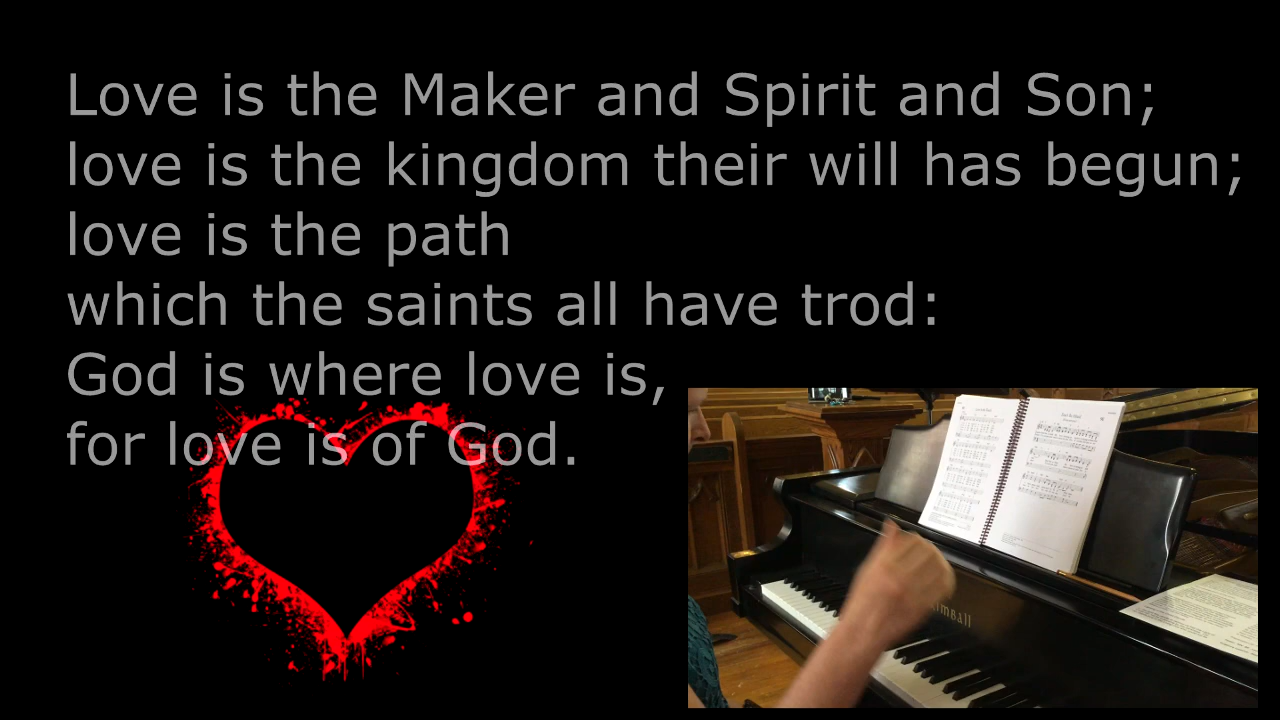 Love is the Maker and Spirit and Son;
love is the kingdom their will has begun;
love is the path
which the saints all have trod:
God is where love is,
for love is of God.